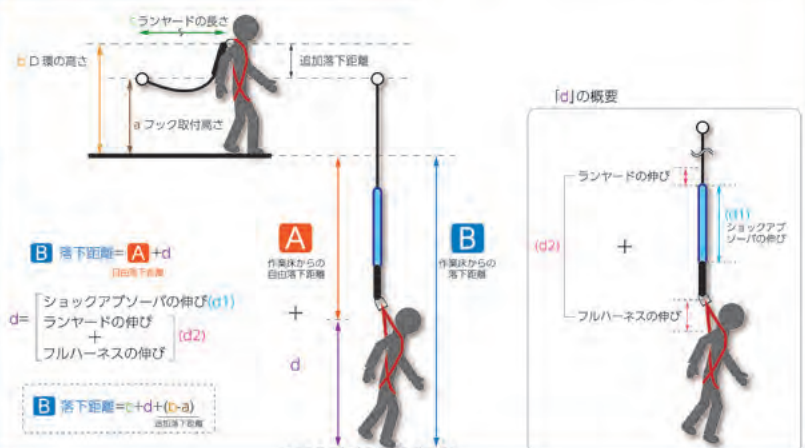 cランヤードの長さ
b D環の高さ
追加落下距離
a フック取付高さ
「d」の概要
ランヤードの伸び
(d1)
ショックアブ
ソーバの伸び
(d2)
+
フルハーネスの伸び
A
作業床からの
自由落下距離
+
d
B
作業床からの
落下距離
B 落下距離=A+d
自由落下距離
d=
ショックアブソーバの伸び(d1)
ランヤードの伸び
+
フルハーネスの伸び
(d2)
B 落下距離=c+d+(b-a)
追加落下距離